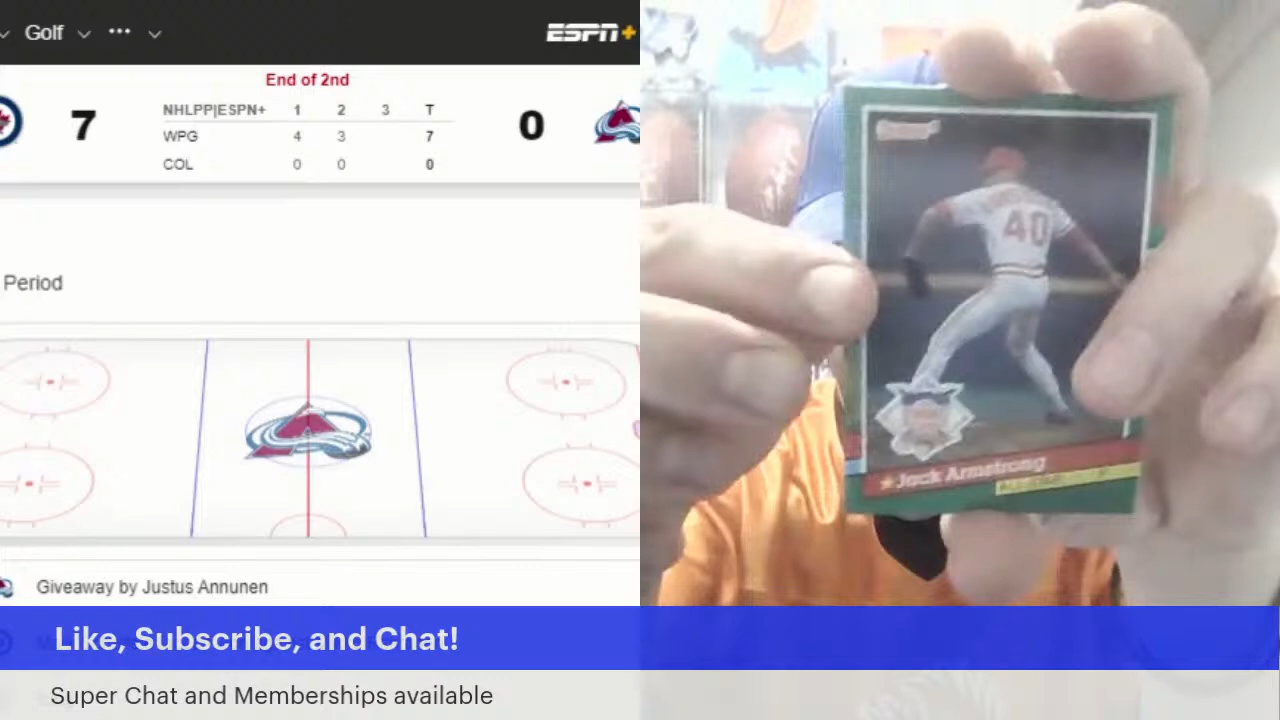 Golf ...
ESPN+
End of 2nd
7 NHLPP|ESPN+ 1 2 3 T 0
WPG 4 3 7
COL 0 0 0
Period
Giveaway by Justus Annunen
40
Jack Armstrong
Like, Subscribe, and Chat!
Super Chat and Memberships available